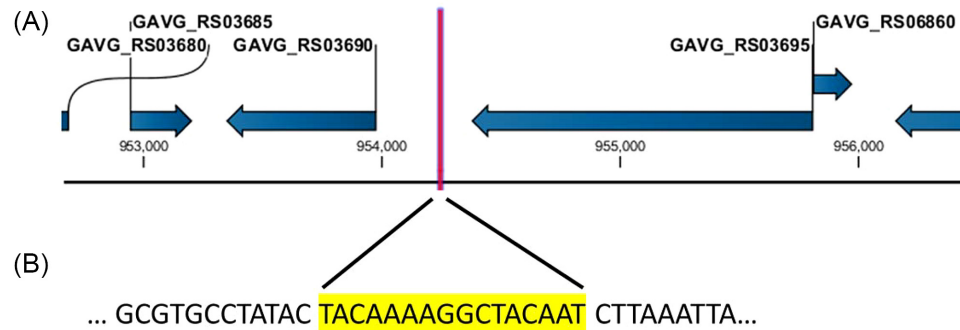 (A)
GAVG_RS03685
GAVG_RS06860
GAVG_RS03680
GAVG_RS03690
GAVG_RS03695
953,000
954,000
955,000
956,000
(B)
... GCGTGCCTATAC TACAAAAGGCTACAAT CTTAAATTA...